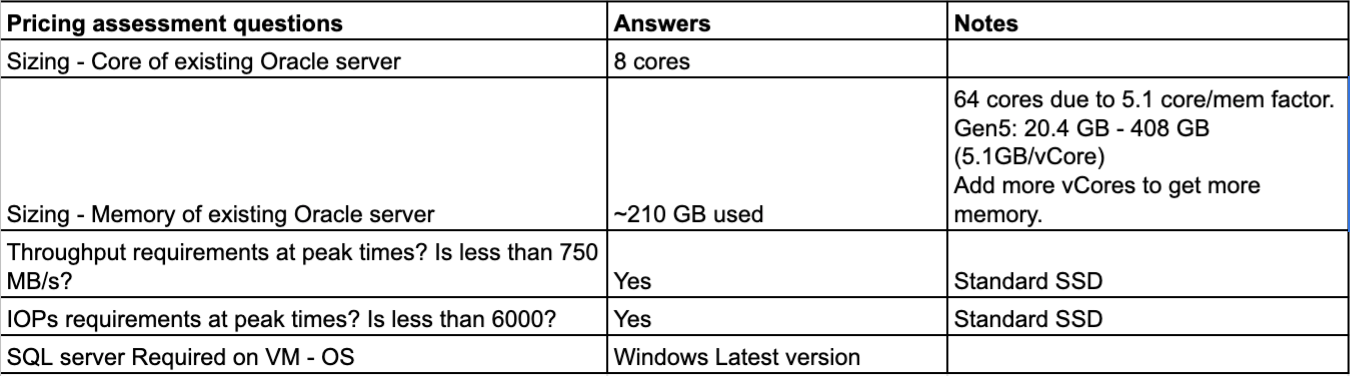 Pricing assessment questions Answers Notes
Sizing - Core of existing Oracle server 8 cores
64 cores due to 5.1 core/mem factor.
Gen5: 20.4 GB - 408 GB
(5.1GB/vCore)
Add more vCores to get more
Sizing - Memory of existing Oracle server ~210 GB used memory.
Throughput requirements at peak times? Is less than 750
MB/s? Yes Standard SSD
IOPs requirements at peak times? Is less than 6000? Yes Standard SSD
SQL server Required on VM - OS Windows Latest version